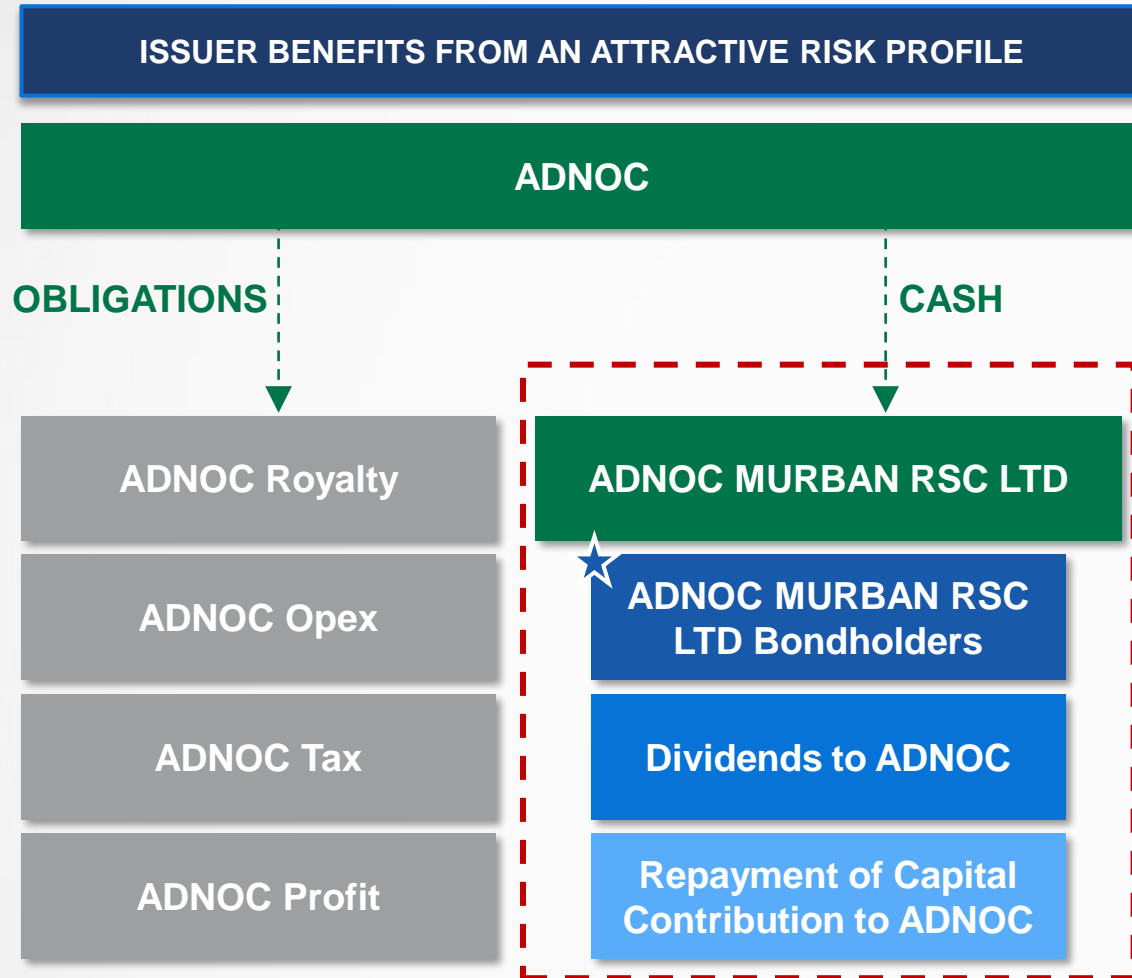 ISSUER BENEFITS FROM AN ATTRACTIVE RISK PROFILE
ADNOC
OBLIGATIONS
CASH
ADNOC Royalty
ADNOC Opex
ADNOC Tax
ADNOC Profit
ADNOC MURBAN RSC LTD
ADNOC MURBAN RSC
LTD Bondholders
Dividends to ADNOC
Repayment of Capital
Contribution to ADNOC